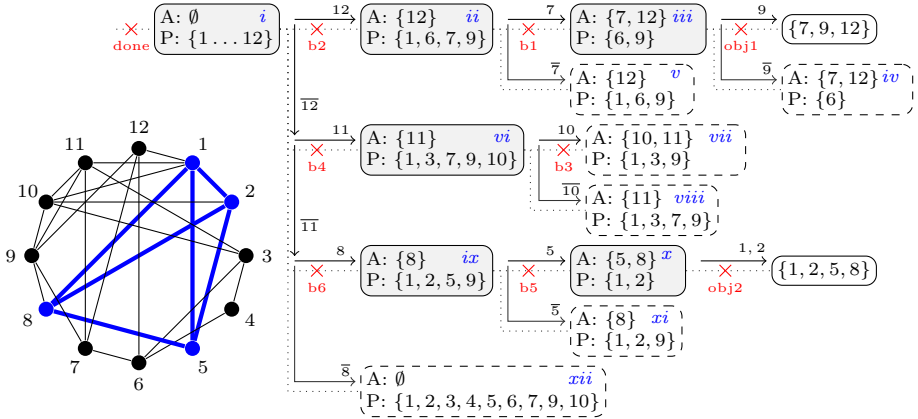 A: ∅ i
P: {1 . . . 12}
done
12
b2
A: {12} ii
P: {1, 6, 7, 9}
7
b1
A: {7, 12} iii
P: {6, 9}
9
obj1
{7, 9, 12}
7̅
A: {12} v
P: {1, 6, 9}
9̅
A: {7, 12} iv
P: {6}
1̅2̅
11
b4
A: {11} vi
P: {1, 3, 7, 9, 10}
10
b3
A: {10, 11} vii
P: {1, 3, 9}
1̅0̅
A: {11} viii
P: {1, 3, 7, 9}
1̅1̅
8
b6
A: {8} ix
P: {1, 2, 5, 9}
5
b5
A: {5, 8} x
P: {1, 2}
1, 2
obj2
{1, 2, 5, 8}
5̅
A: {8} xi
P: {1, 2, 9}
8̅
A: ∅ xii
P: {1, 2, 3, 4, 5, 6, 7, 9, 10}
12
11
1
10
2
9
3
8
4
7
5
6